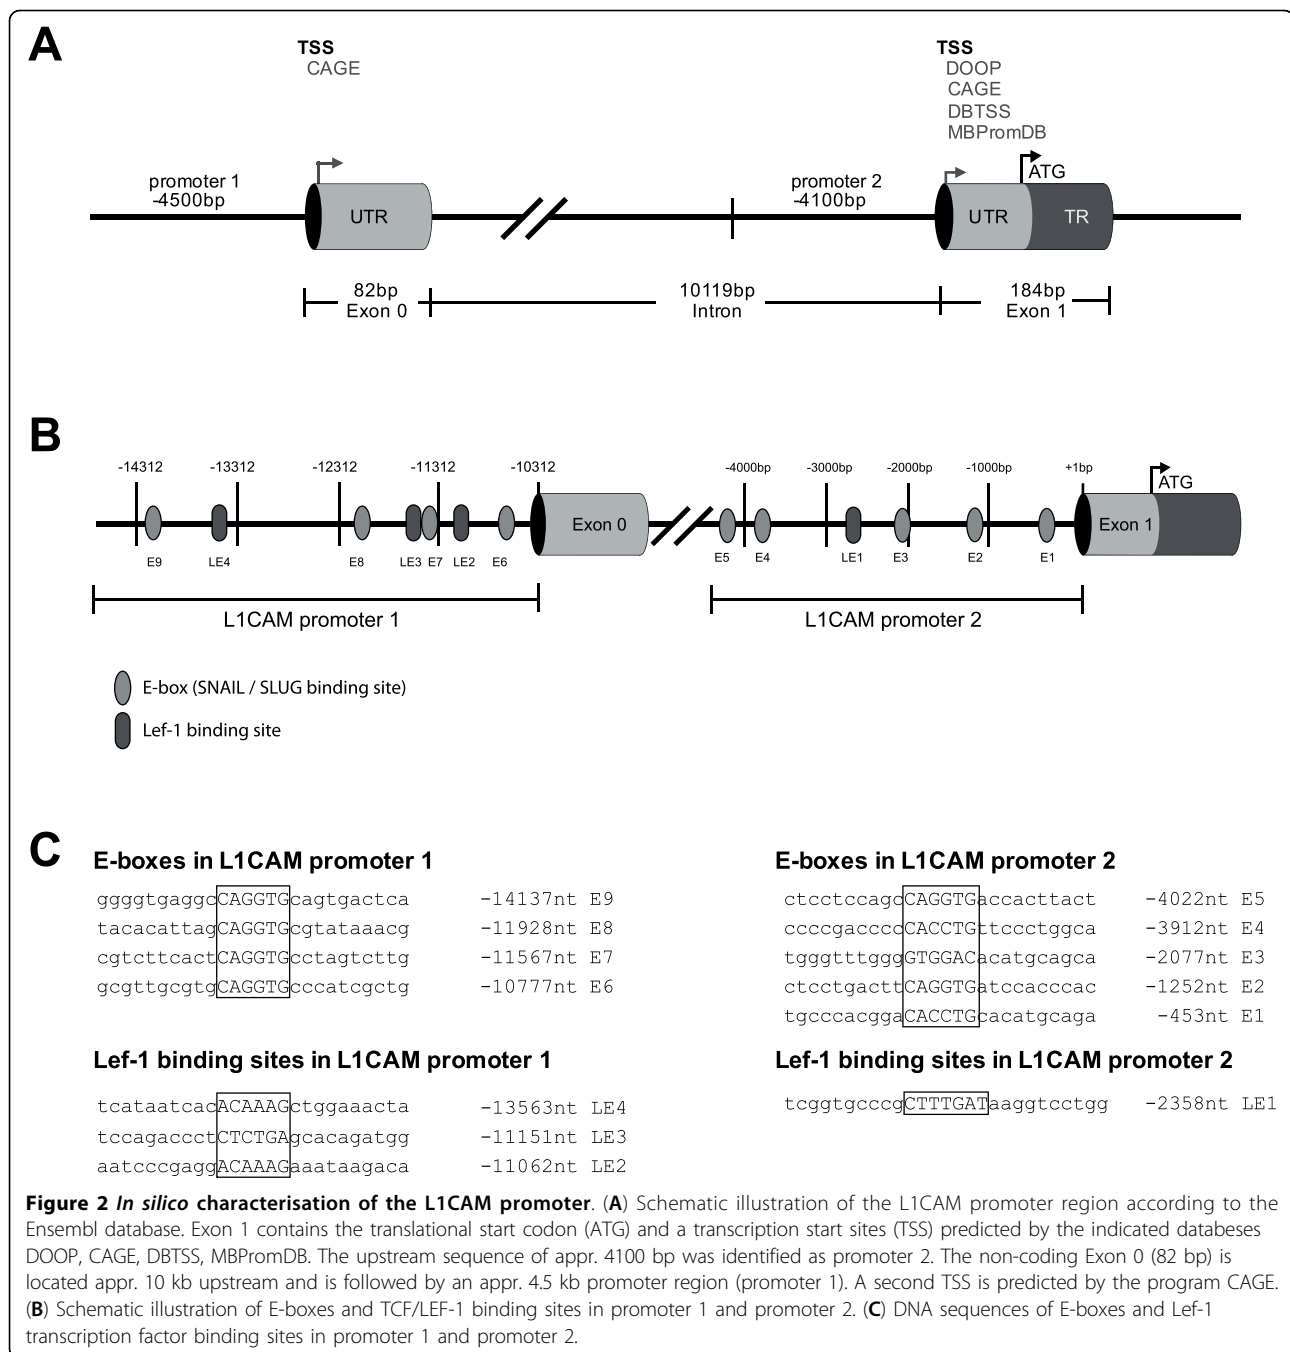 A
TSS
CAGE
TSS
DOOP
CAGE
DBTSS
MBPromDB
promoter 1
-4500bp
UTR
promoter 2
-4100bp
ATG
UTR
TR
82bp
Exon 0
10119bp
Intron
184bp
Exon 1
B
-14312 -13312 -12312 -11312 -10312 -4000bp -3000bp -2000bp -1000bp +1bp
ATG
Exon 0
Exon 1
E9 LE4 E8 LE3 E7 LE2 E6 E5 E4 LE1 E3 E2 E1
L1CAM promoter 1
L1CAM promoter 2
E-box (SNAIL / SLUG binding site)
Lef-1 binding site
C
E-boxes in L1CAM promoter 1
ggggtgaggcCAGGTGcagtgactca -14137nt E9
tacacattagCAGGTGcgtataaacg -11928nt E8
cgtcttcactCAGGTGcctagtcttg -11567nt E7
gcgttgcgtgCAGGTGcccatcgctg -10777nt E6
E-boxes in L1CAM promoter 2
ctcctccagcCAGGTGaccacttact -4022nt E5
ccccgaccccCACCTGttccctggca -3912nt E4
tgggtttgggGTGGACacatgcagca -2077nt E3
ctcctgacttCAGGTGatccacccac -1252nt E2
tgcccacggaCACCTGcacatgcaga -453nt E1
Lef-1 binding sites in L1CAM promoter 1
tcataatcacACAAAGctggaaacta -13563nt LE4
tccagaccctCTCTGAgcacagatgg -11151nt LE3
aatcccgaggACAAAGaaataagaca -11062nt LE2
Lef-1 binding sites in L1CAM promoter 2
tcggtgcccgCTTTGATaaggtcctgg -2358nt LE1
Figure 2 In silico characterisation of the L1CAM promoter. (A) Schematic illustration of the L1CAM promoter region according to the
Ensembl database. Exon 1 contains the translational start codon (ATG) and a transcription start sites (TSS) predicted by the indicated databeses
DOOP, CAGE, DBTSS, MBPromDB. The upstream sequence of appr. 4100 bp was identified as promoter 2. The non-coding Exon 0 (82 bp) is
located appr. 10 kb upstream and is followed by an appr. 4.5 kb promoter region (promoter 1). A second TSS is predicted by the program CAGE.
(B) Schematic illustration of E-boxes and TCF/LEF-1 binding sites in promoter 1 and promoter 2. (C) DNA sequences of E-boxes and Lef-1
transcription factor binding sites in promoter 1 and promoter 2.